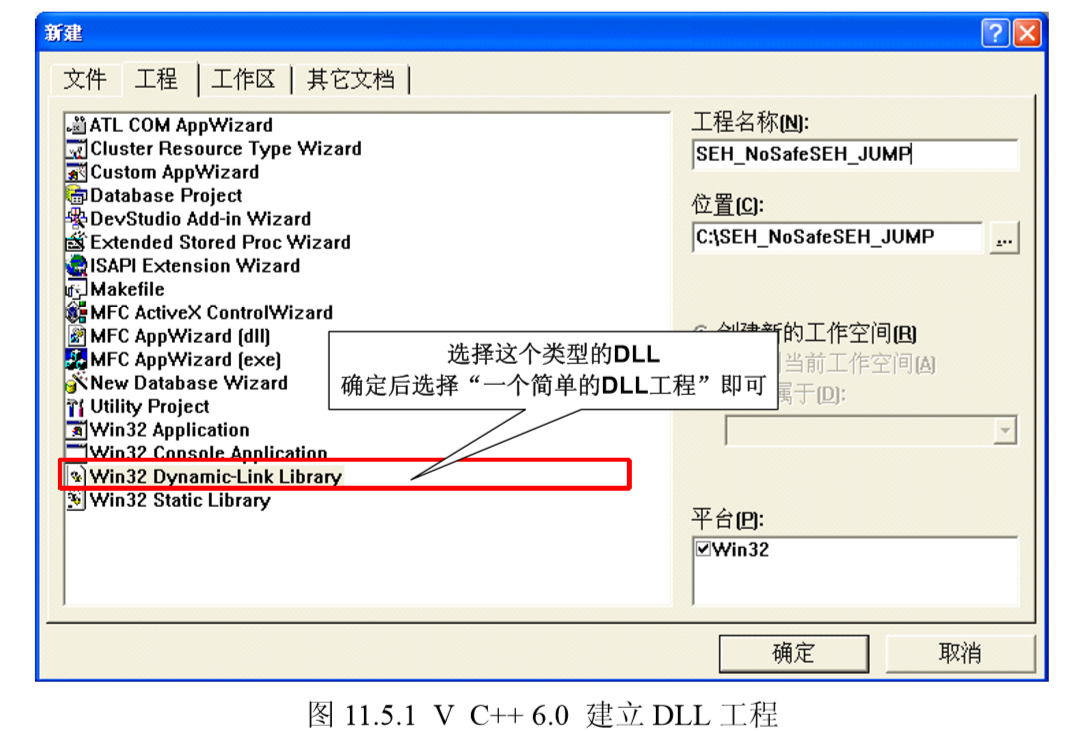 新建
文件 工程 工作区 其它文档
ATL COM AppWizard
Cluster Resource Type Wizard
Custom AppWizard
Database Project
DevStudio Add-in Wizard
Extended Stored Proc Wizard
ISAPI Extension Wizard
Makefile
MFC ActiveX ControlWizard
MFC AppWizard (dll)
MFC AppWizard (exe)
New Database Wizard
Utility Project
Win32 Application
Win32 Console Application
Win32 Dynamic-Link Library
Win32 Static Library
选择这个类型的DLL
确定后选择“一个简单的DLL工程”即可
工程名称(N):
SEH_NoSafeSEH_JUMP
位置(C):
C:\SEH_NoSafeSEH_JUMP
...
创建新的工作空间(R)
当前工作空间(A)
属于(D):
平台(P):
Win32
确定 取消
图 11.5.1 V C++ 6.0 建立 DLL 工程